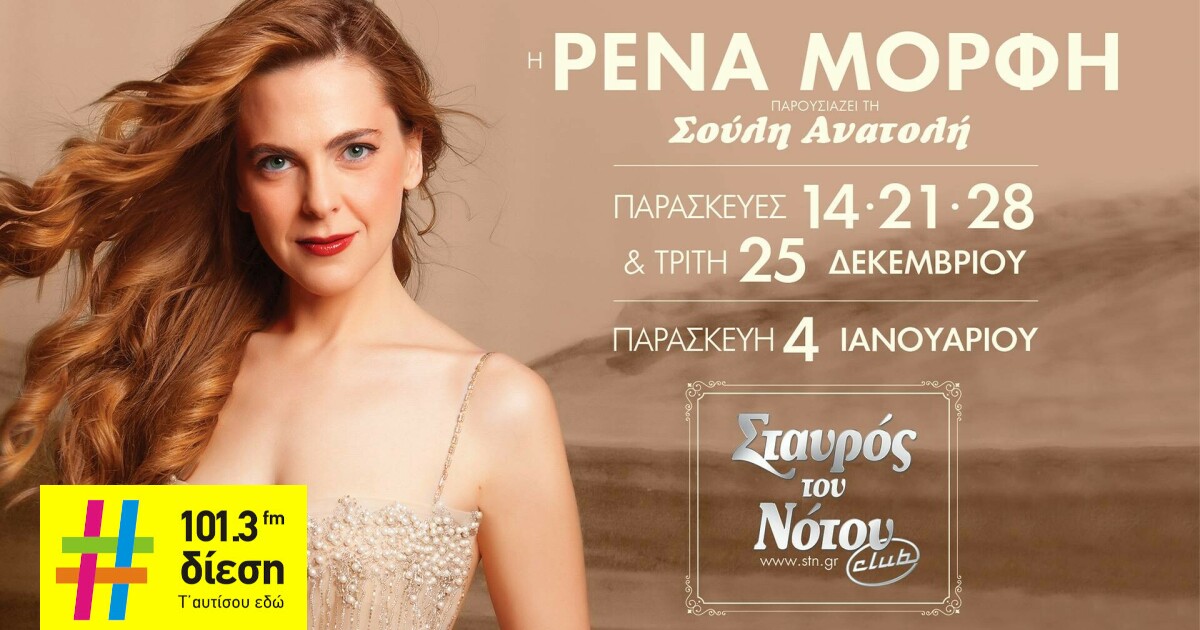 Η ΡΕΝΑ ΜΟΡΦΗ
ΠΑΡΟΥΣΙΑΖΕΙ ΤΗ
Σούλη Ανατολή
ΠΑΡΑΣΚΕΥΕΣ 14·21·28
& ΤΡΙΤΗ 25 ΔΕΚΕΜΒΡΙΟΥ
ΠΑΡΑΣΚΕΥΗ 4 ΙΑΝΟΥΑΡΙΟΥ
Σταυρός
του
Νότου
club
www.stn.gr
101.3 fm
δίεση
Τ'αυτίσου εδώ